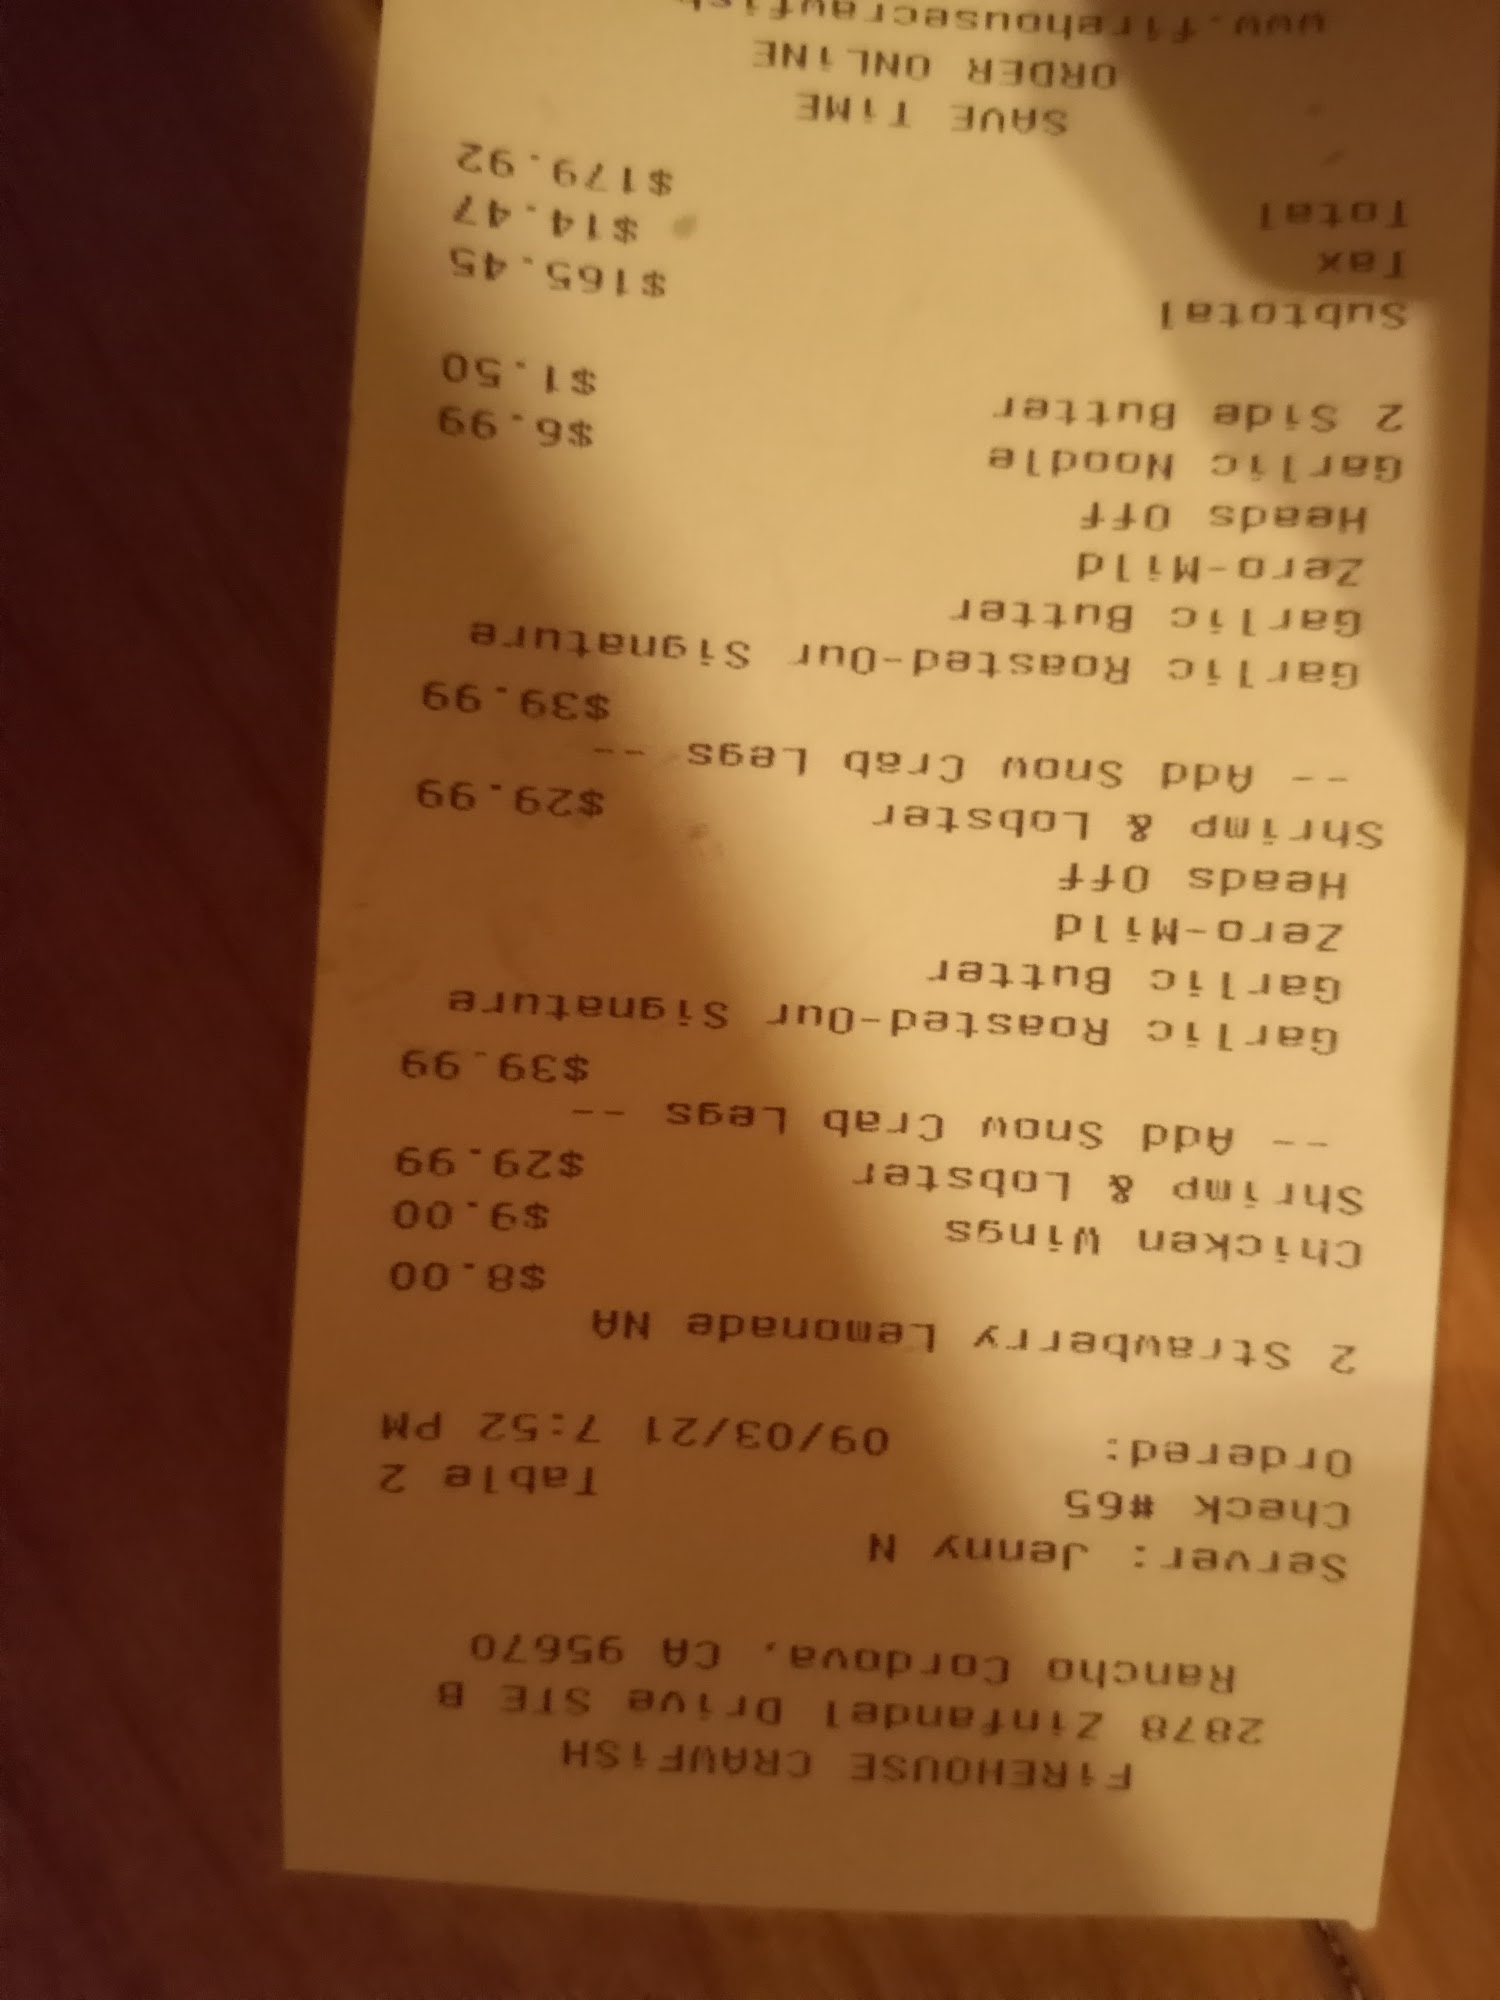 FIREHOUSE CRAWFISH
2878 Zinfandel Drive STE B
Rancho Cordova, CA 95670
Server: Jenny N
Check #65 Table 2
Ordered: 09/03/21 7:52 PM
2 Strawberry Lemonade NA
$8.00
Chicken Wings $9.00
Shrimp & Lobster $29.99
-- Add Snow Crab Legs --
$39.99
Garlic Roasted-Our Signature
Garlic Butter
Zero-Mild
Heads Off
Shrimp & Lobster $29.99
-- Add Snow Crab Legs --
$39.99
Garlic Roasted-Our Signature
Garlic Butter
Zero-Mild
Heads Off
Garlic Noodle $6.99
2 Side Butter $1.50
Subtotal $165.45
Tax $14.47
Total $179.92
SAVE TIME
ORDER ONLINE